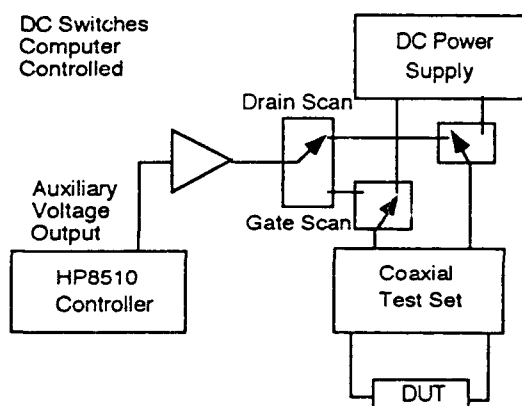 DC Switches
Computer
Controlled
DC Power
Supply
Drain Scan
Auxiliary
Voltage
Output
Gate Scan
HP8510
Controller
Coaxial
Test Set
DUT